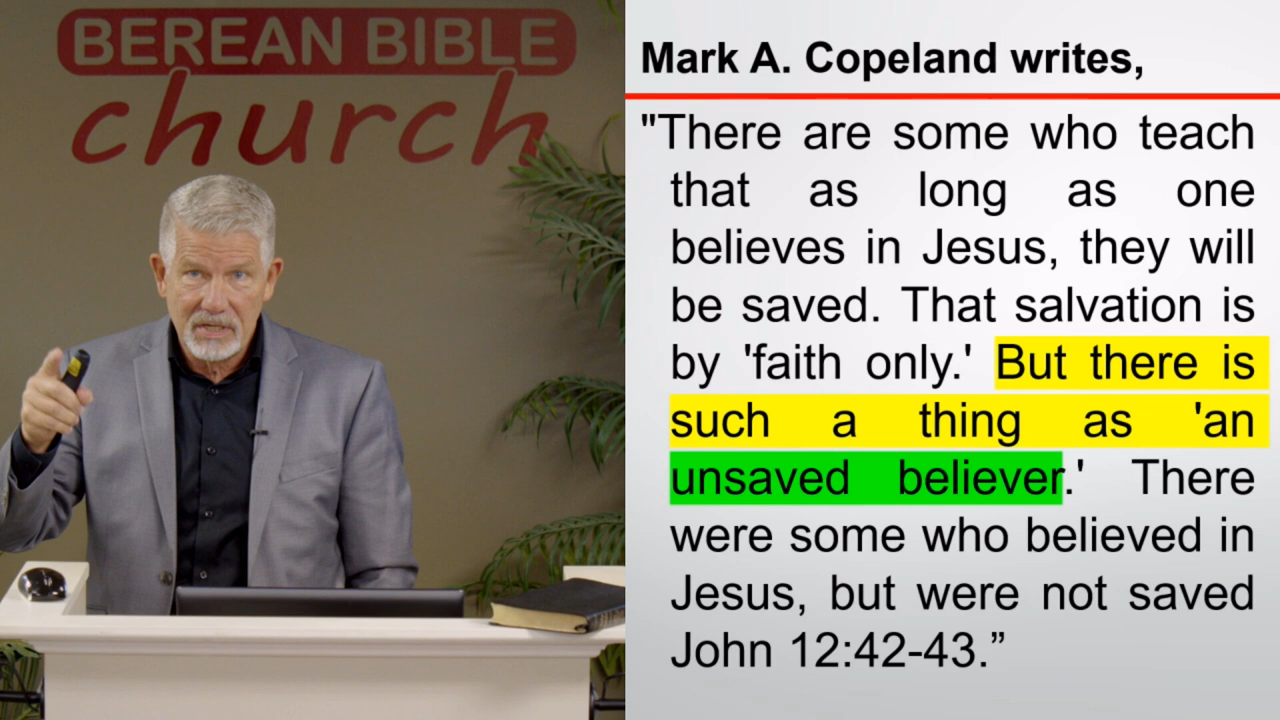 BEREAN BIBLE
church
Mark A. Copeland writes,
"There are some who teach
that as long as one
believes in Jesus, they will
be saved. That salvation is
by 'faith only.' But there is
such a thing as 'an
unsaved believer.' There
were some who believed in
Jesus, but were not saved
John 12:42-43.”